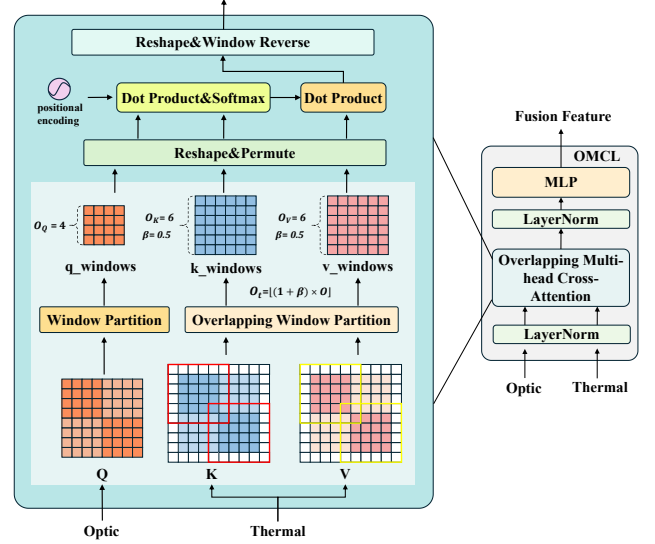 Reshape&Window Reverse
positional
encoding
Dot Product&Softmax
Dot Product
Reshape&Permute
O_Q = 4
q_windows
O_K= 6
β= 0.5
k_windows
O_V= 6
β= 0.5
v_windows
O_t=⌊(1 + β) × O⌋
Window Partition
Overlapping Window Partition
Q
K
V
Optic
Thermal
Fusion Feature
OMCL
MLP
LayerNorm
Overlapping Multi-
head Cross-
Attention
LayerNorm
Optic
Thermal